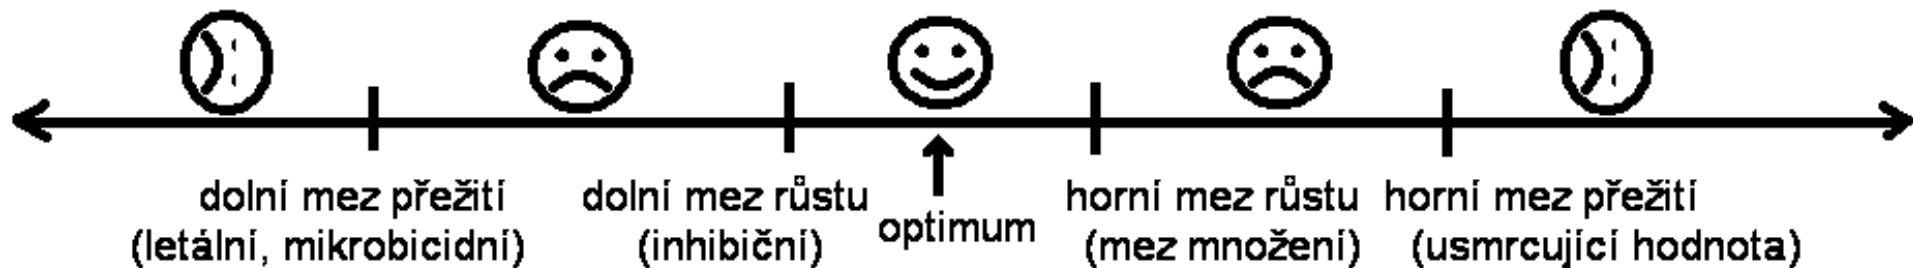 dolní mez přežití
(letální, mikrobicidní)
dolní mez růstu
(inhibiční)
optimum
horní mez růstu
(mez množení)
horní mez přežití
(usmrcující hodnota)